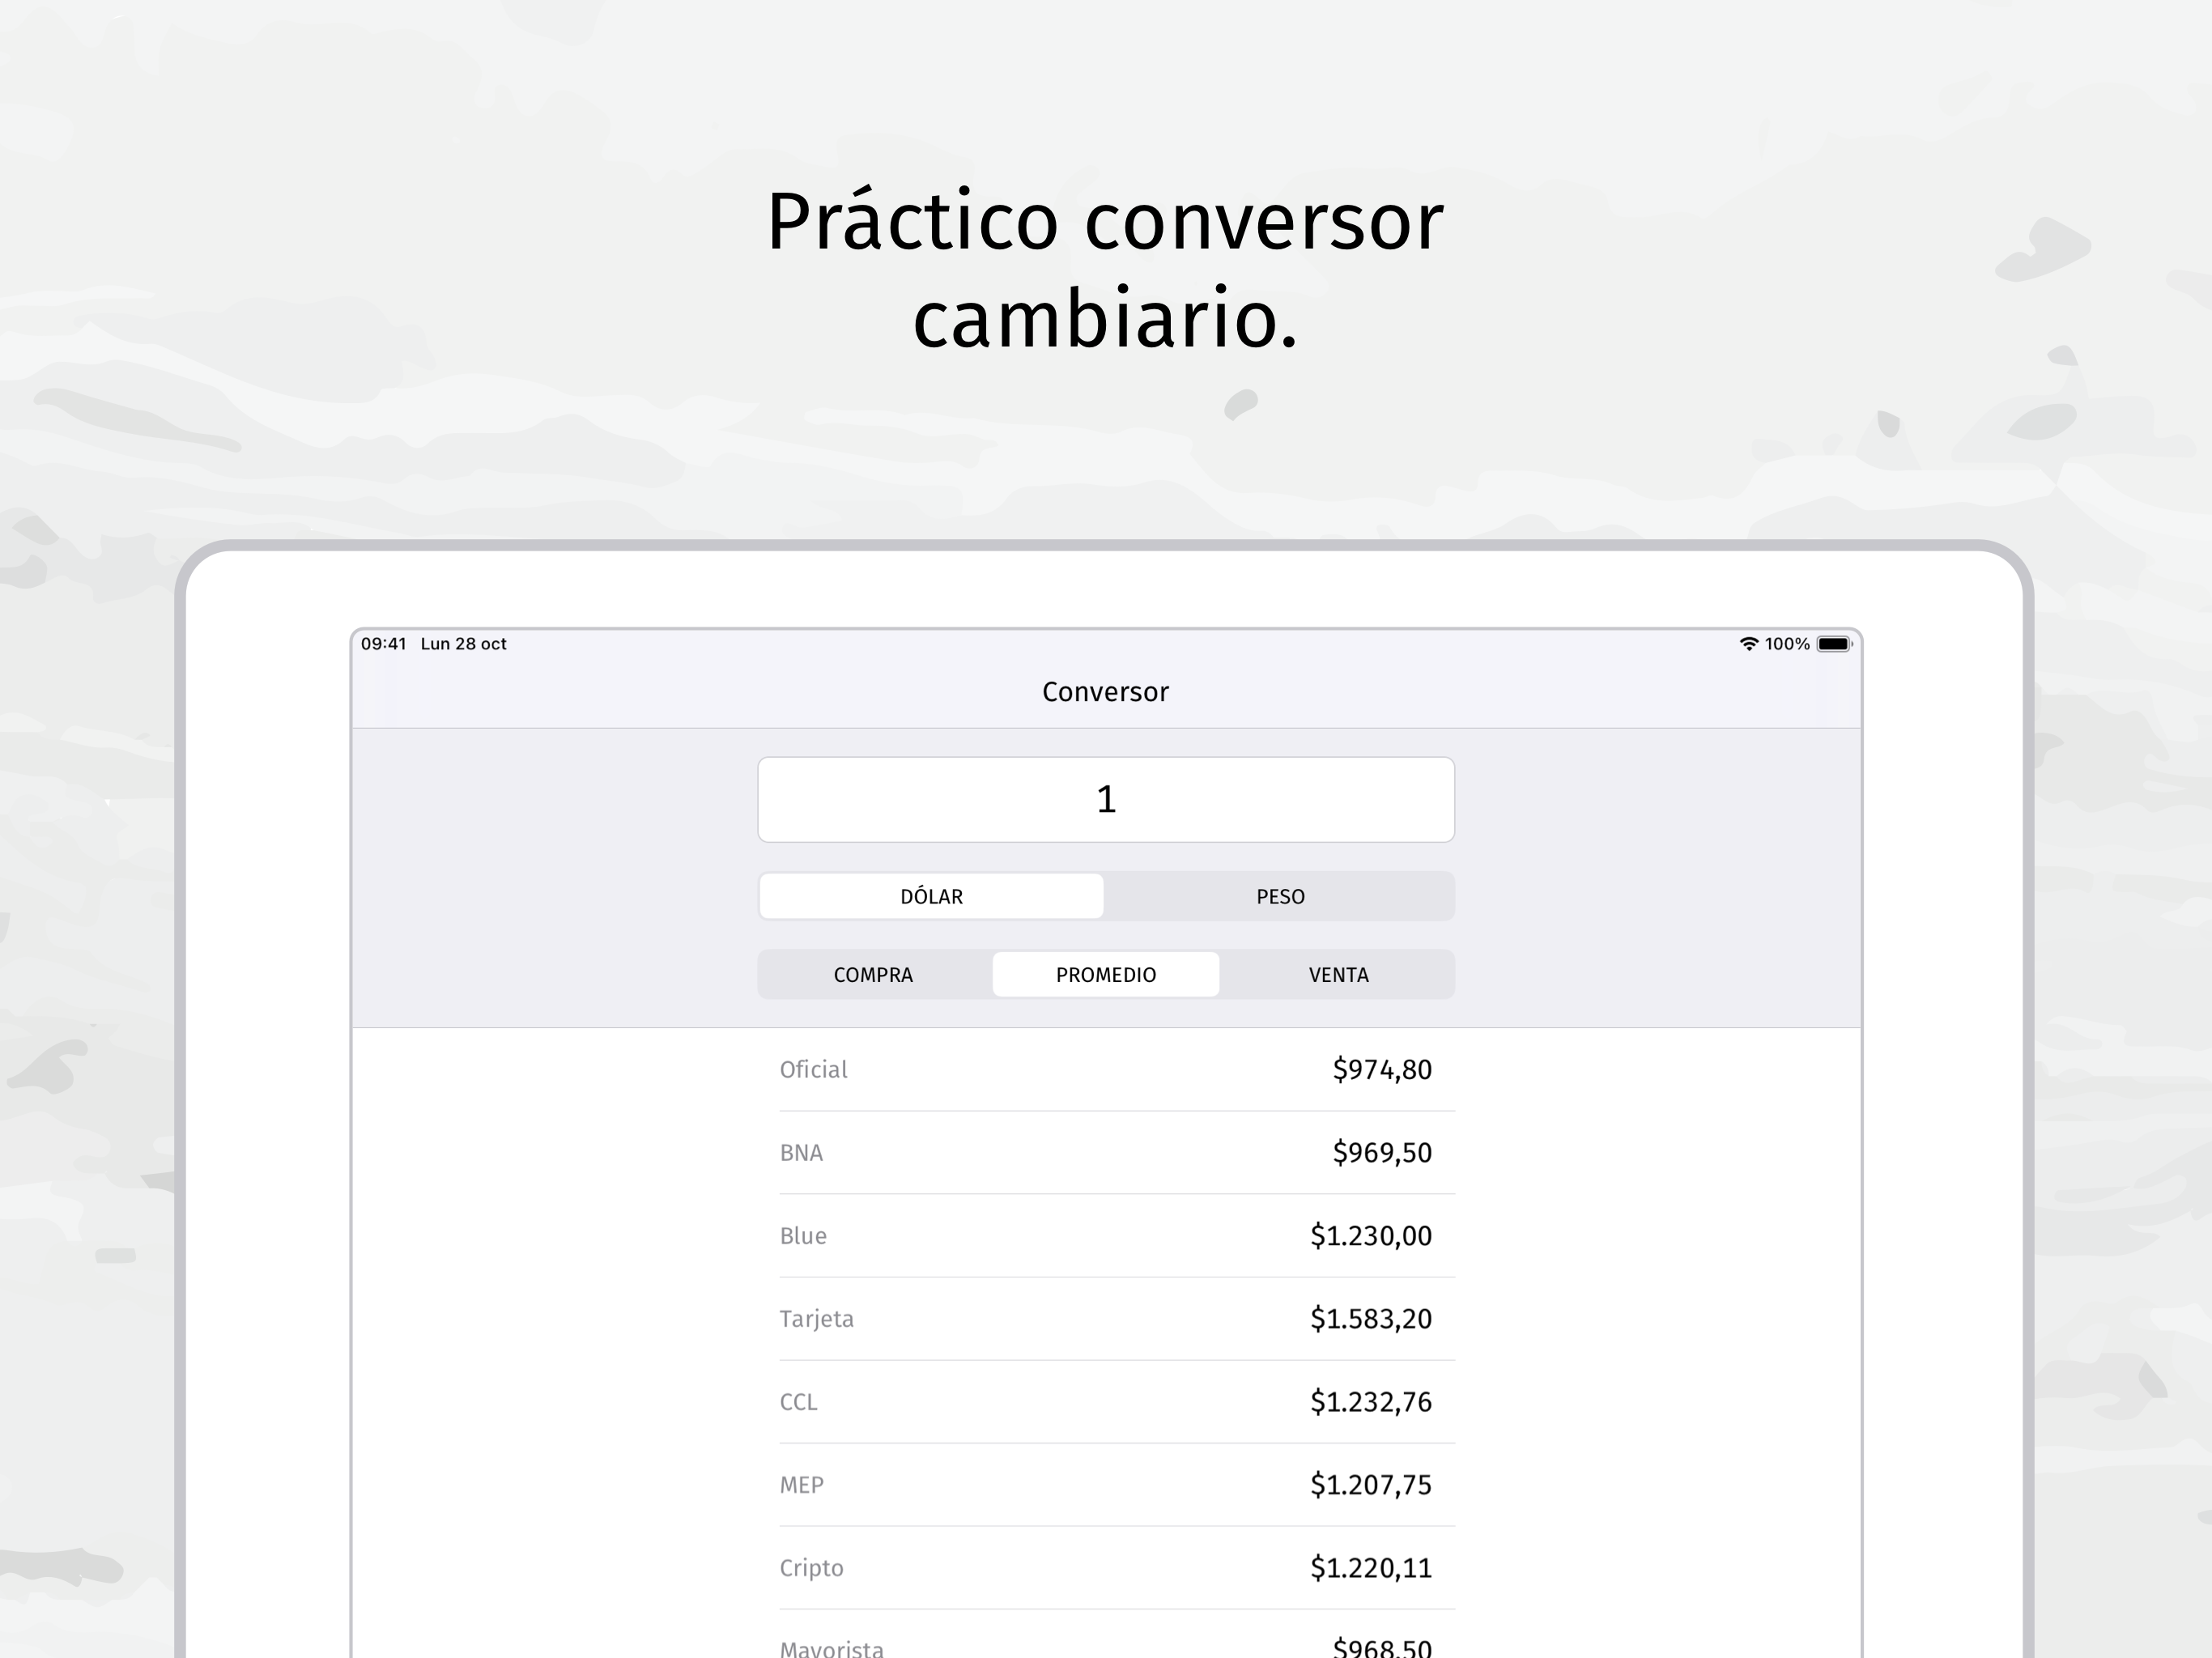 Práctico conversor
cambiario.
09:41 Lun 28 oct
100%
Conversor
1
DÓLAR PESO
COMPRA PROMEDIO VENTA
Oficial $974,80
BNA $969,50
Blue $1.230,00
Tarjeta $1.583,20
CCL $1.232,76
MEP $1.207,75
Cripto $1.220,11
Mayorista $968,50